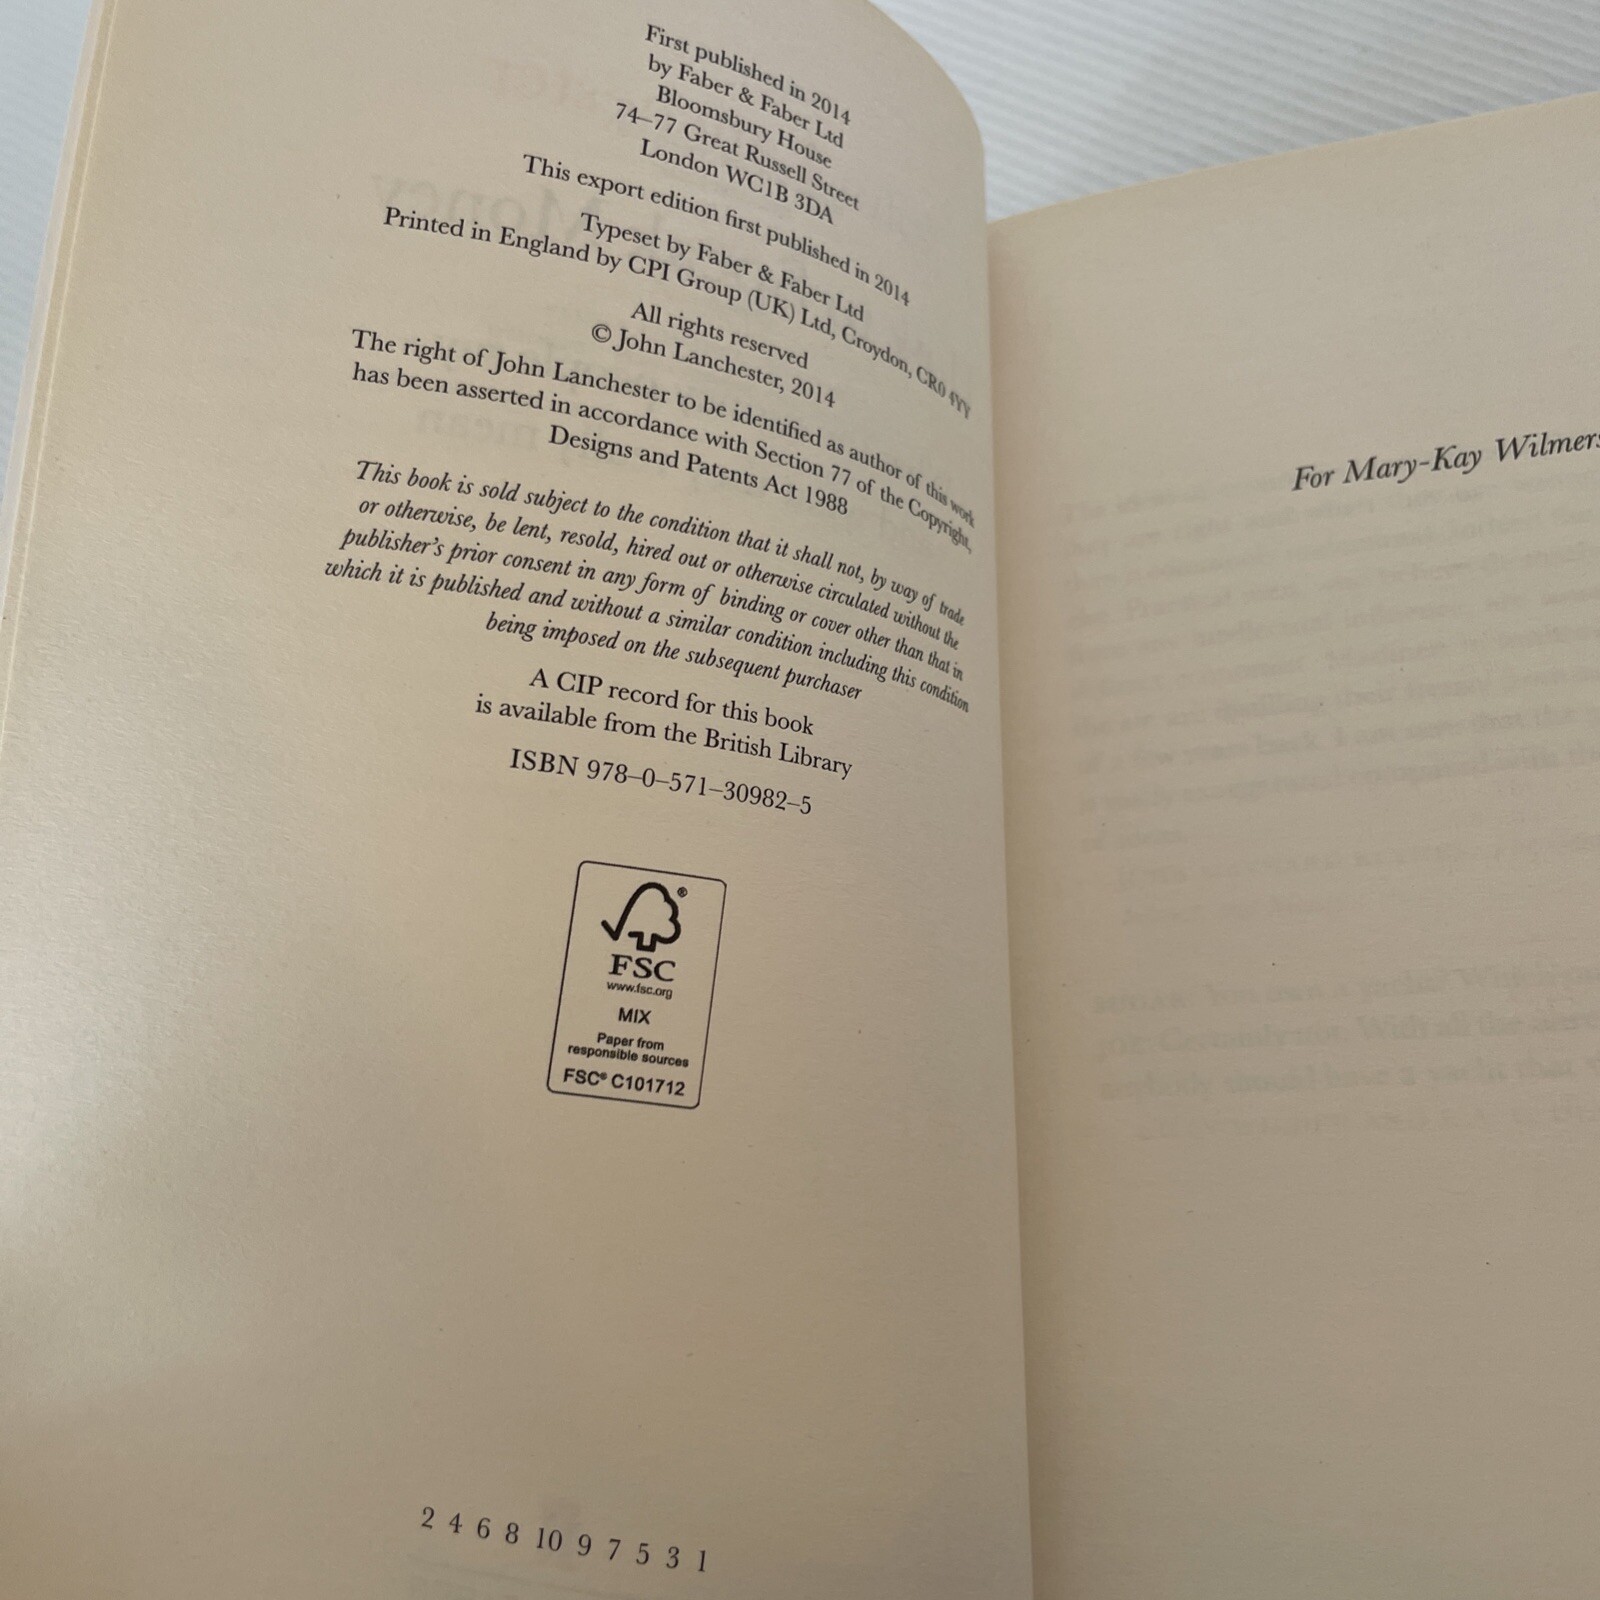 First published in 2014
by Faber & Faber Ltd
Bloomsbury House
74–77 Great Russell Street
London WC1B 3DA
This export edition first published in 2014
Typeset by Faber & Faber Ltd
Printed in England by CPI Group (UK) Ltd, Croydon, CR0 4YY
All rights reserved
© John Lanchester, 2014
The right of John Lanchester to be identified as author of this work
has been asserted in accordance with Section 77 of the Copyright,
Designs and Patents Act 1988
This book is sold subject to the condition that it shall not, by way of trade
or otherwise, be lent, resold, hired out or otherwise circulated without the
publisher's prior consent in any form of binding or cover other than that in
which it is published and without a similar condition including this condition
being imposed on the subsequent purchaser
A CIP record for this book
is available from the British Library
ISBN 978–0–571–30982–5
®
FSC
www.fsc.org
MIX
Paper from
responsible sources
FSC® C101712
2 4 6 8 10 9 7 5 3 1
For Mary-Kay Wilmers